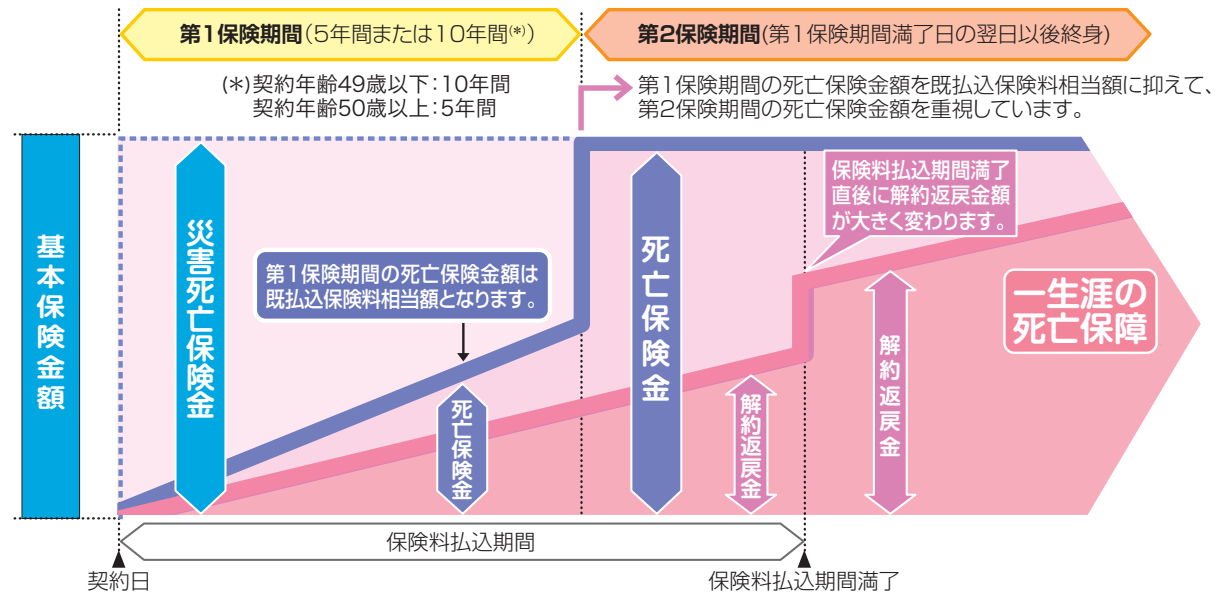 第1保険期間(5年間または10年間(*))
第2保険期間(第1保険期間満了日の翌日以後終身)
(*)契約年齢49歳以下:10年間
契約年齢50歳以上:5年間
第1保険期間の死亡保険金額を既払込保険料相当額に抑えて、
第2保険期間の死亡保険金額を重視しています。
基本保険金額
災害死亡保険金
第1保険期間の死亡保険金額は
既払込保険料相当額となります。
死亡保険金
死亡保険金
保険料払込期間満了
直後に解約返戻金額
が大きく変わります。
解約返戻金
解約返戻金
一生涯の
死亡保障
保険料払込期間
契約日
保険料払込期間満了